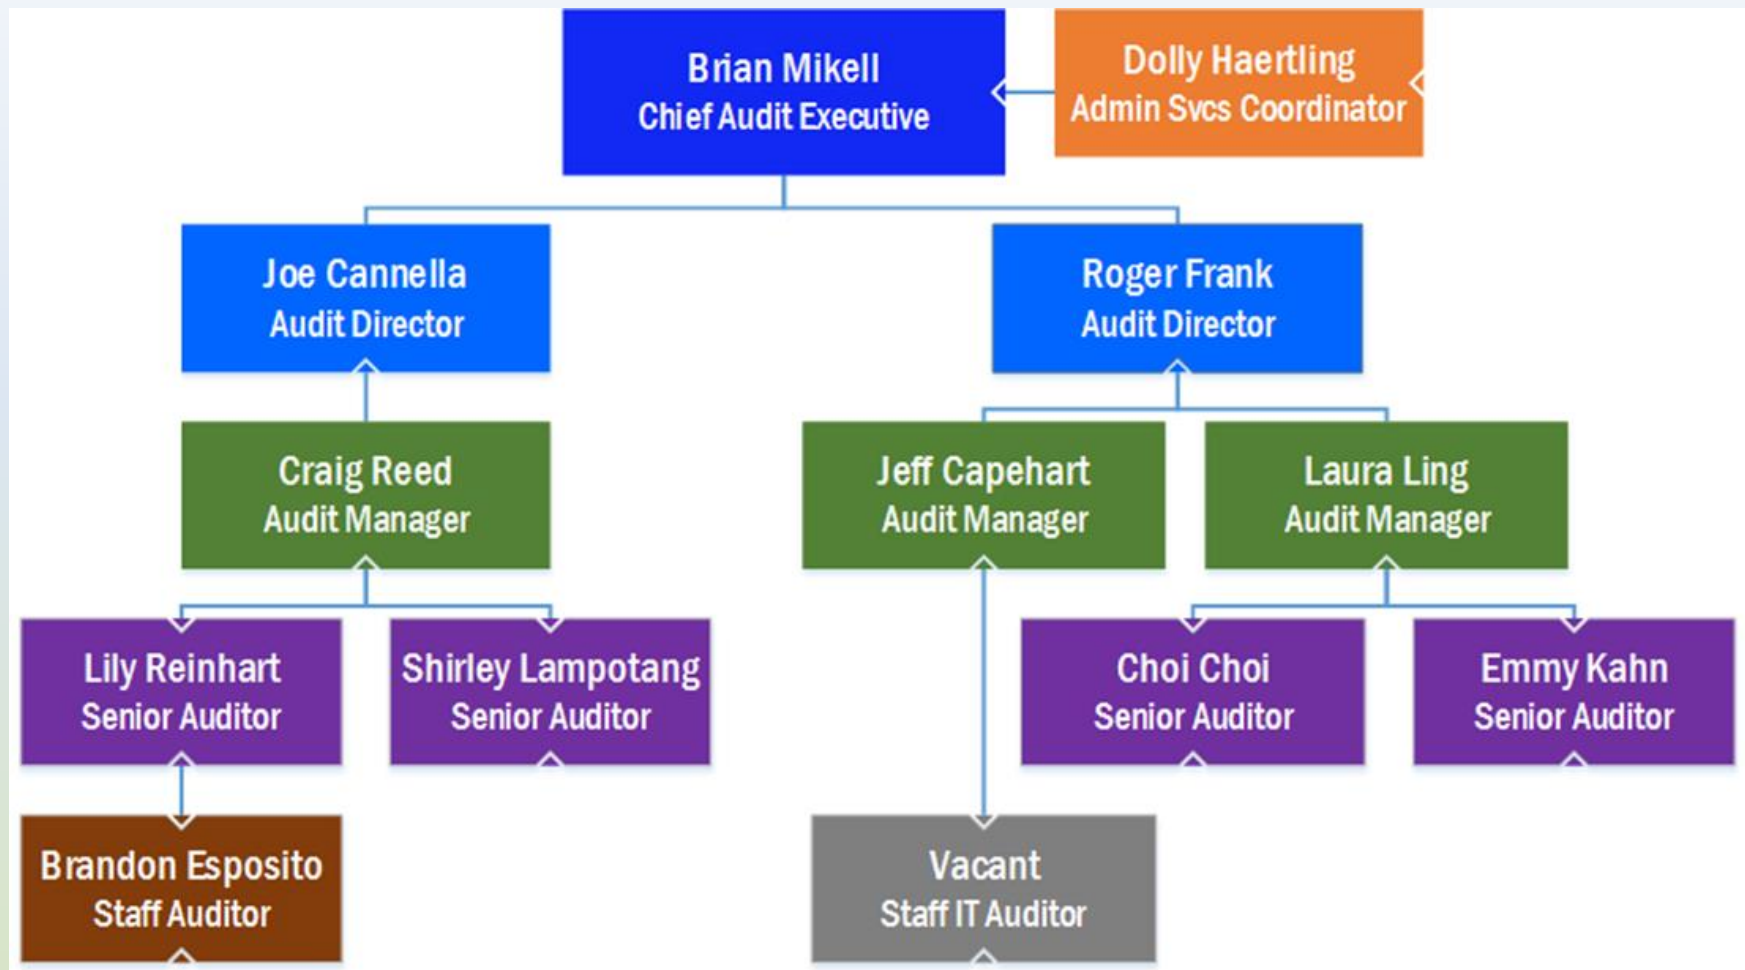 Brian Mikell
Chief Audit Executive
Dolly Haertling
Admin Svcs Coordinator
Joe Cannella
Audit Director
Roger Frank
Audit Director
Craig Reed
Audit Manager
Jeff Capehart
Audit Manager
Laura Ling
Audit Manager
Lily Reinhart
Senior Auditor
Shirley Lampotang
Senior Auditor
Choi Choi
Senior Auditor
Emmy Kahn
Senior Auditor
Brandon Esposito
Staff Auditor
Vacant
Staff IT Auditor